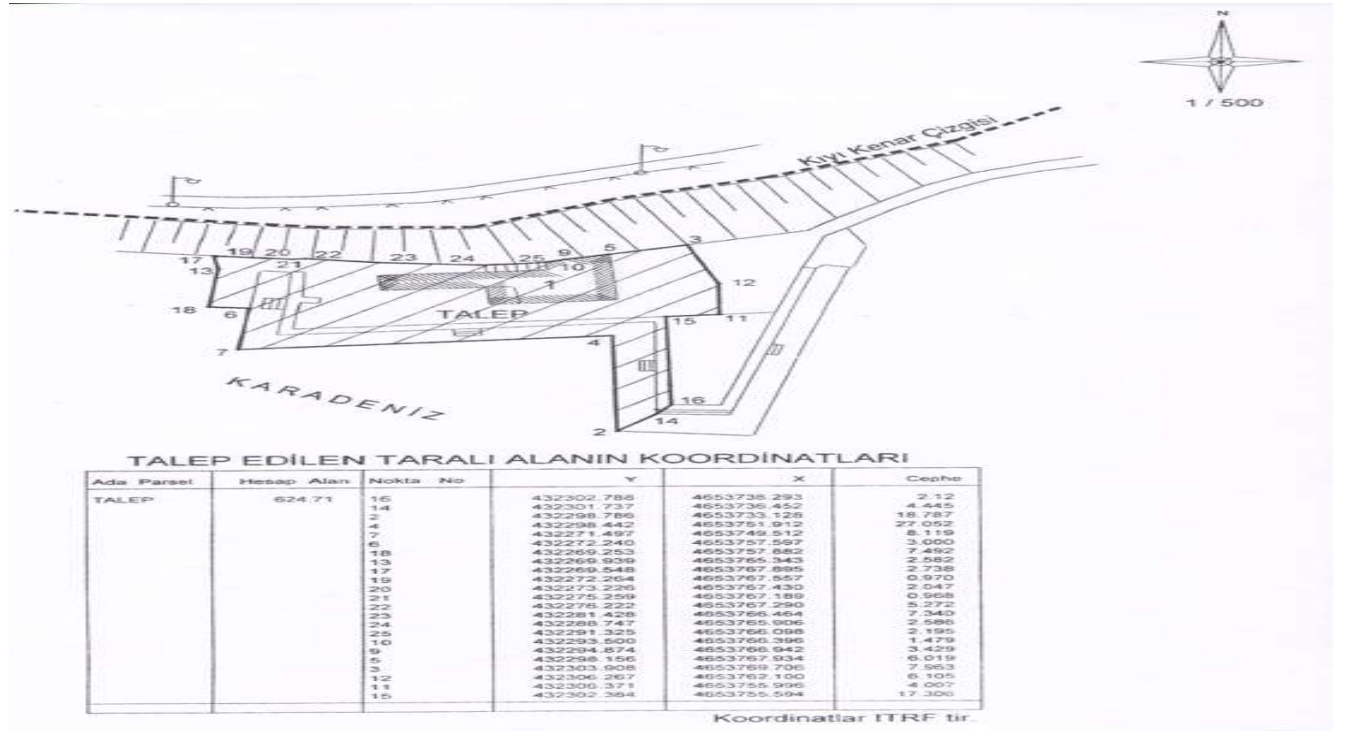 N
1 / 500
Kıyı Kenar Çizgisi
3
5
9
19 20 22 23 24 25
17
21
10
13
1
12
18
6
TALEP
15
11
4
7
KARADENİZ
16
14
2
TALEP EDİLEN TARALI ALANIN KOORDİNATLARI
Ada Parsel Hesap Alan Nokta No Y X Cephe
TALEP 624.71 16 432302.788 4653738.293 2.12
14 432301.737 4653736.452 4.445
2 432298.786 4653733.128 18.787
4 432298.442 4653751.912 27.052
7 432271.497 4653749.512 8.119
6 432272.240 4653757.597 3.000
18 432269.253 4653757.882 7.492
13 432269.939 4653765.343 2.582
17 432269.548 4653767.895 2.738
19 432272.264 4653767.557 0.970
20 432273.226 4653767.430 2.047
21 432275.259 4653767.189 0.968
22 432276.222 4653767.290 5.272
23 432281.428 4653766.464 7.340
24 432288.747 4653765.906 2.586
25 432291.325 4653766.098 2.195
10 432293.500 4653766.396 1.479
9 432294.874 4653766.942 3.429
5 432298.156 4653767.934 6.019
3 432303.908 4653769.706 7.963
12 432306.267 4653762.100 6.105
11 432306.371 4653755.996 4.007
15 432302.384 4653755.594 17.306
Koordinatlar ITRF tir.